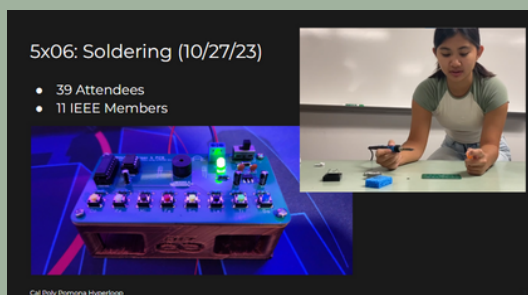 5x06: Soldering (10/27/23)
● 39 Attendees
● 11 IEEE Members
Cal Poly Pomona Hyperloop